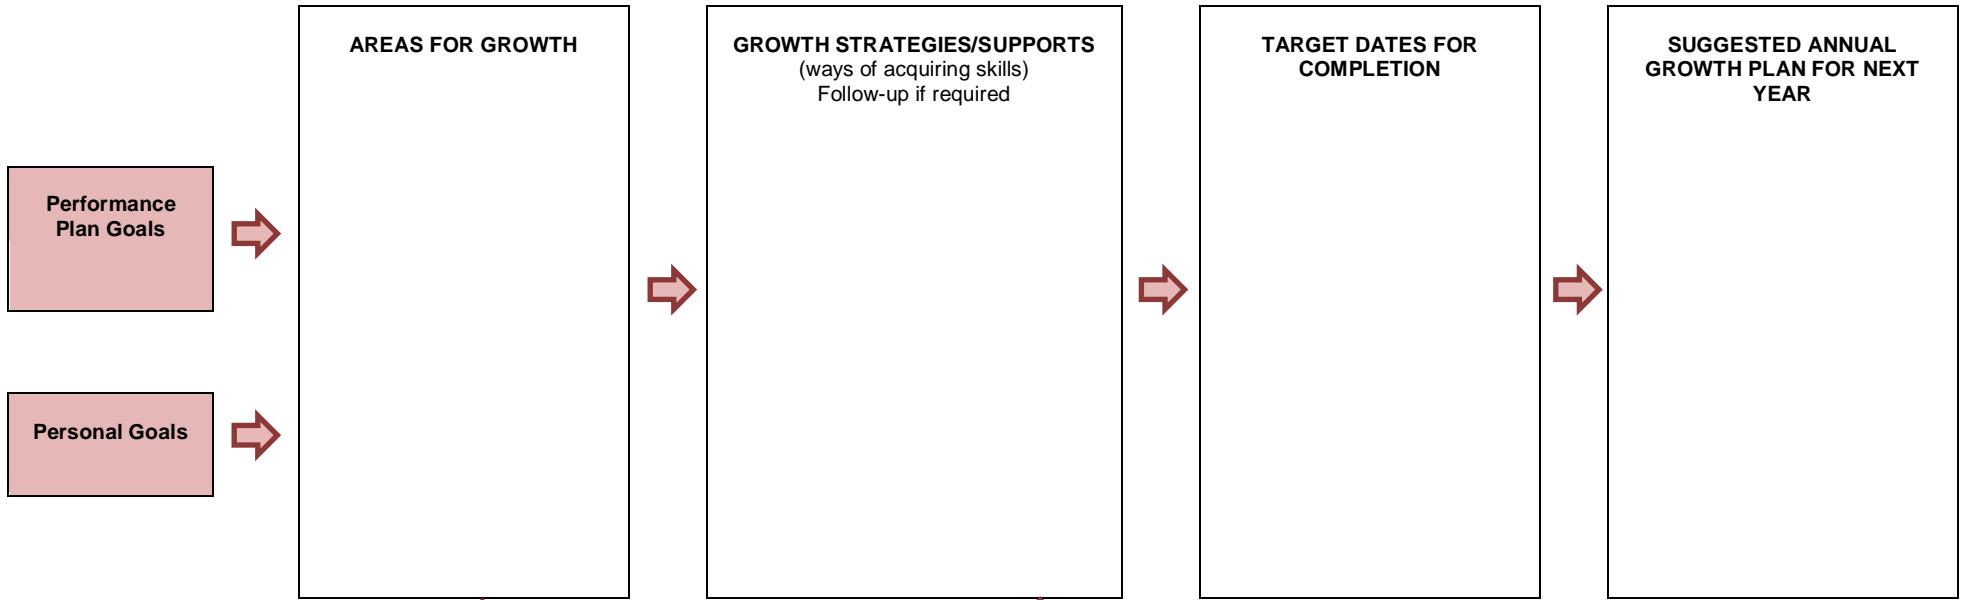 Performance
Plan Goals
Personal Goals
AREAS FOR GROWTH
GROWTH STRATEGIES/SUPPORTS
(ways of acquiring skills)
Follow-up if required
TARGET DATES FOR
COMPLETION
SUGGESTED ANNUAL
GROWTH PLAN FOR NEXT
YEAR